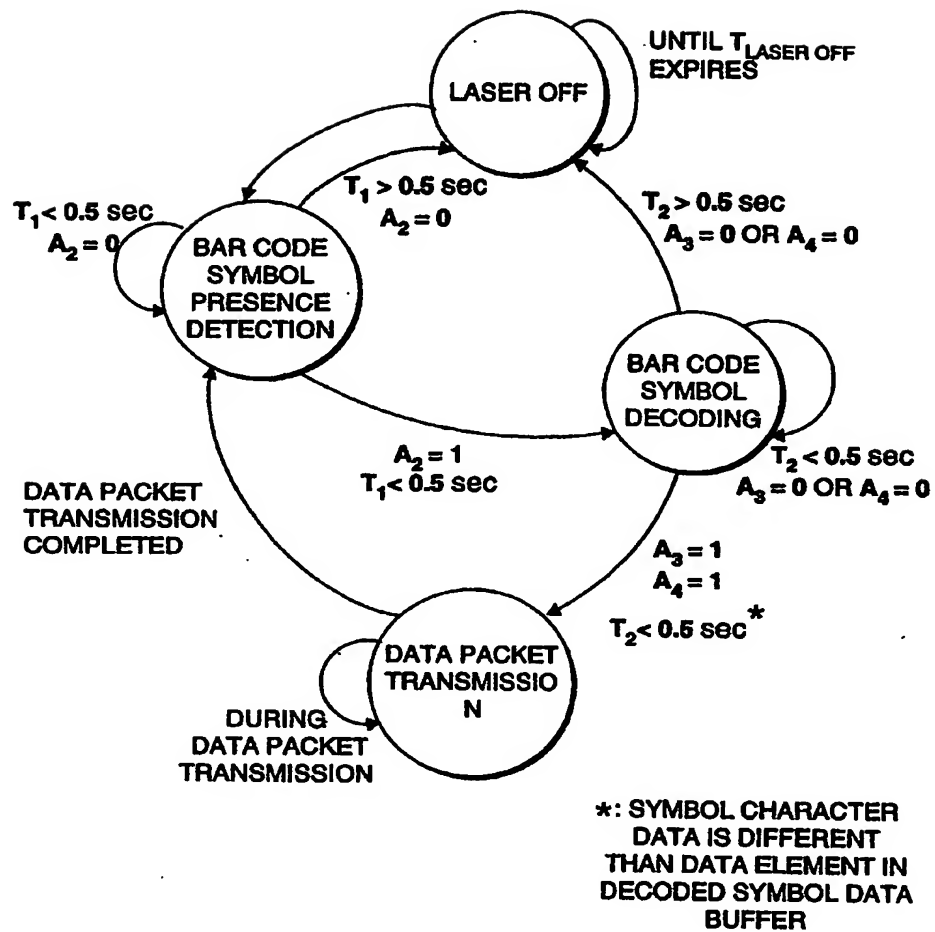 LASER OFF
UNTIL T_LASER OFF
EXPIRES
T₁ > 0.5 sec
A₂ = 0
T₁ < 0.5 sec
A₂ = 0
BAR CODE
SYMBOL
PRESENCE
DETECTION
T₂ > 0.5 sec
A₃ = 0 OR A₄ = 0
BAR CODE
SYMBOL
DECODING
T₂ < 0.5 sec
A₃ = 0 OR A₄ = 0
A₂ = 1
T₁ < 0.5 sec
DATA PACKET
TRANSMISSION
COMPLETED
A₃ = 1
A₄ = 1
T₂ < 0.5 sec*
DATA PACKET
TRANSMISSIO
N
DURING
DATA PACKET
TRANSMISSION
*: SYMBOL CHARACTER
DATA IS DIFFERENT
THAN DATA ELEMENT IN
DECODED SYMBOL DATA
BUFFER